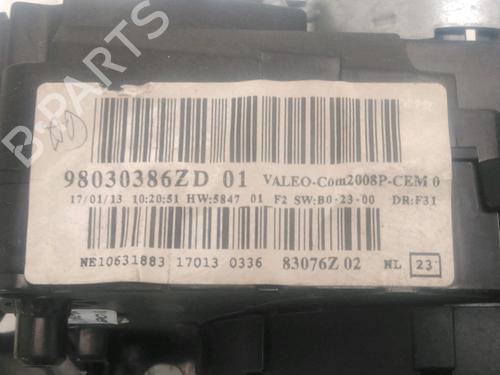 B-PARTS
98030386ZD 01 VALEO-Com2008P-CEM 0
17/01/13 10:20:51 HW:5847 01 F2 SW:B0-23-00 DR:F31
NE10631883 17013 0336 83076Z 02 NL 23